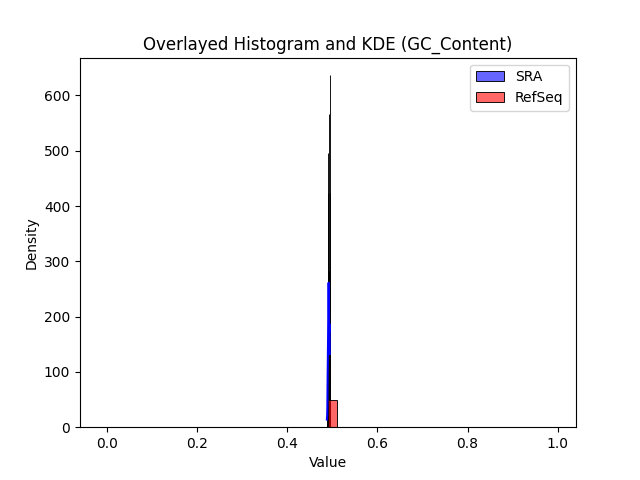 Overlayed Histogram and KDE (GC_Content)
SRA
RefSeq
600
500
400
300
200
100
0
Density
0.0 0.2 0.4 0.6 0.8 1.0
Value